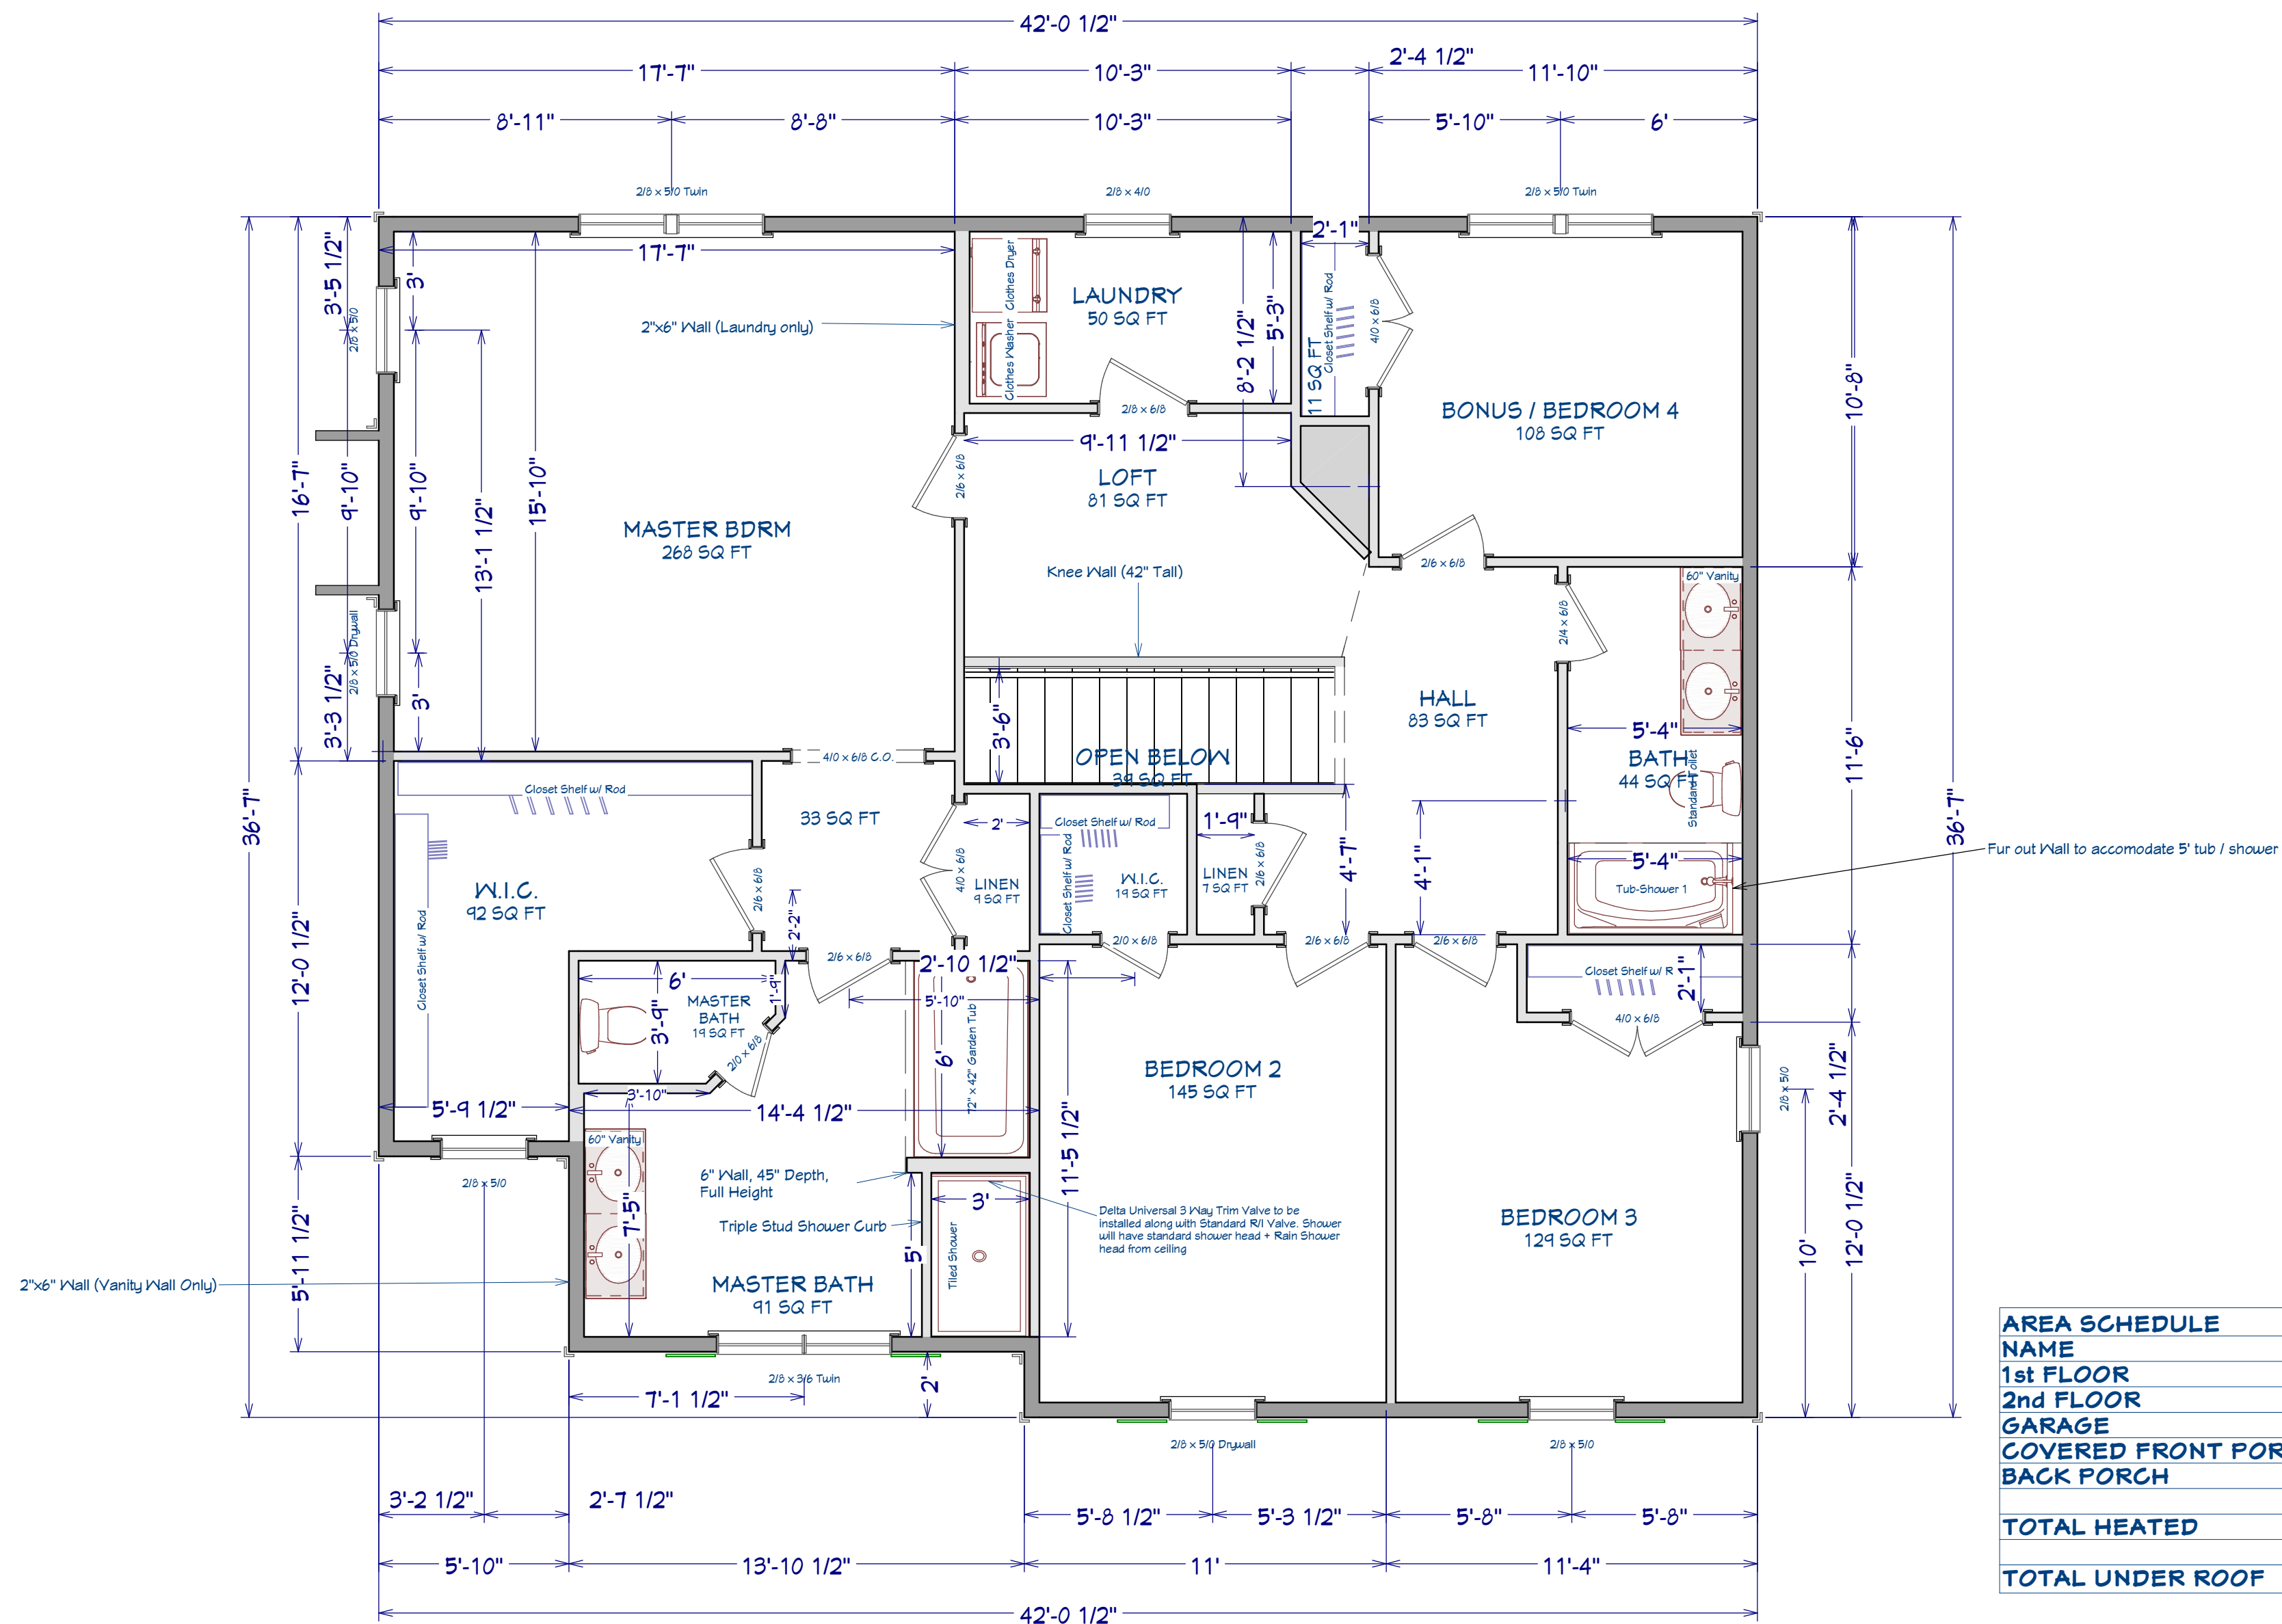 42'-0 1/2"
2'-4 1/2"
17'-7"
10'-3"
11'-10"
8'-11"
8'-8"
10'-3"
5'-10"
6'
2/8 x 5/0 Twin
2/8 x 4/0
2/8 x 5/0 Twin
17'-7"
2'-1"
3'-5 1/2"
3'
2/8 x 5/0
2"x6" Wall (Laundry only)
Clothes Dryer
Clothes Washer
LAUNDRY
50 SQ FT
5'-3"
8'-2 1/2"
Closet Shelf w/ Rod
11 SQ FT
4/0 x 6/8
10'-8"
2/8 x 6/8
BONUS / BEDROOM 4
108 SQ FT
9'-11 1/2"
LOFT
81 SQ FT
2/6 x 6/8
16'-7"
9'-10"
9'-10"
13'-1 1/2"
15'-10"
MASTER BDRM
268 SQ FT
Knee Wall (42" Tall)
2/6 x 6/8
60" Vanity
2/4 x 6/8
2/8 x 5/0 Drywall
3'-3 1/2"
3'
3'-6"
HALL
83 SQ FT
5'-4"
OPEN BELOW
39 SQ FT
4/0 x 6/8 C.O.
BATH
44 SQ FT
Standard Toilet
11'-6"
36'-7"
36'-7"
Closet Shelf w/ Rod
33 SQ FT
2'
Closet Shelf w/ Rod
Closet Shelf w/ Rod
1'-9"
4'-7"
4'-1"
5'-4"
Fur out Wall to accomodate 5' tub / shower
Tub-Shower 1
W.I.C.
92 SQ FT
2/6 x 6/8
4/0 x 6/8
LINEN
9 SQ FT
W.I.C.
19 SQ FT
LINEN
7 SQ FT
2/6 x 6/8
Closet Shelf w/ Rod
2'-2"
2/6 x 6/8
2'-10 1/2"
2/0 x 6/8
2/6 x 6/8
2/6 x 6/8
12'-0 1/2"
6'
1'-9"
MASTER
BATH
19 SQ FT
3'-9"
2/0 x 6/8
5'-10"
6'
72" x 42" Garden Tub
Closet Shelf w/ R
2'-1"
4/0 x 6/8
BEDROOM 2
145 SQ FT
2'-4 1/2"
2/8 x 5/0
5'-9 1/2"
3'-10"
14'-4 1/2"
60" Vanity
11'-5 1/2"
2/8 x 5/0
6" Wall, 45" Depth,
Full Height
3'
Triple Stud Shower Curb
Delta Universal 3 Way Trim Valve to be
installed along with Standard R/I Valve. Shower
will have standard shower head + Rain Shower
head from ceiling
7'-5"
5'
Tiled Shower
BEDROOM 3
129 SQ FT
10'
12'-0 1/2"
5'-11 1/2"
2"x6" Wall (Vanity Wall Only)
MASTER BATH
91 SQ FT
2/8 x 3/6 Twin
2'
7'-1 1/2"
2/8 x 5/0 Drywall
2/8 x 5/0
3'-2 1/2"
2'-7 1/2"
5'-8 1/2"
5'-3 1/2"
5'-8"
5'-8"
5'-10"
13'-10 1/2"
11'
11'-4"
42'-0 1/2"
AREA SCHEDULE
NAME
1st FLOOR
2nd FLOOR
GARAGE
COVERED FRONT POR
BACK PORCH
TOTAL HEATED
TOTAL UNDER ROOF